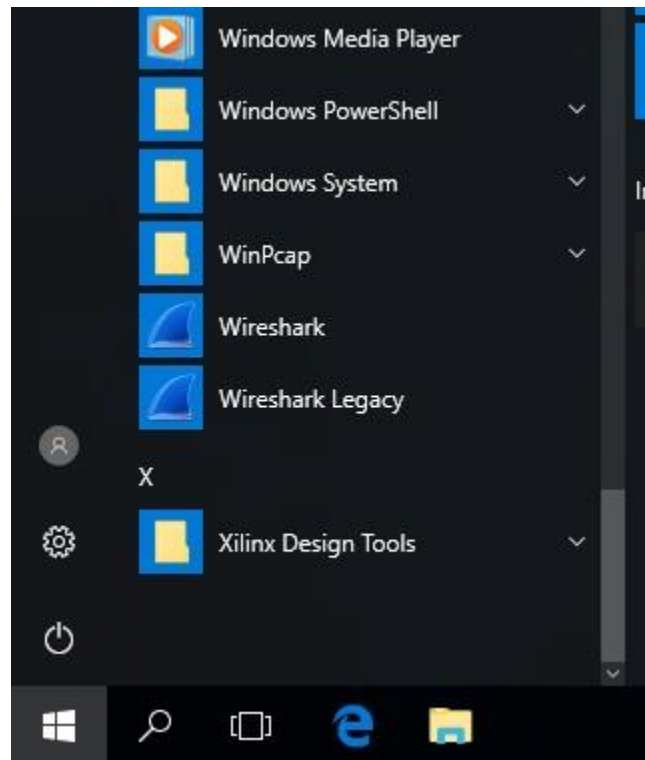 Windows Media Player
Windows PowerShell
Windows System
WinPcap
Wireshark
Wireshark Legacy
X
Xilinx Design Tools